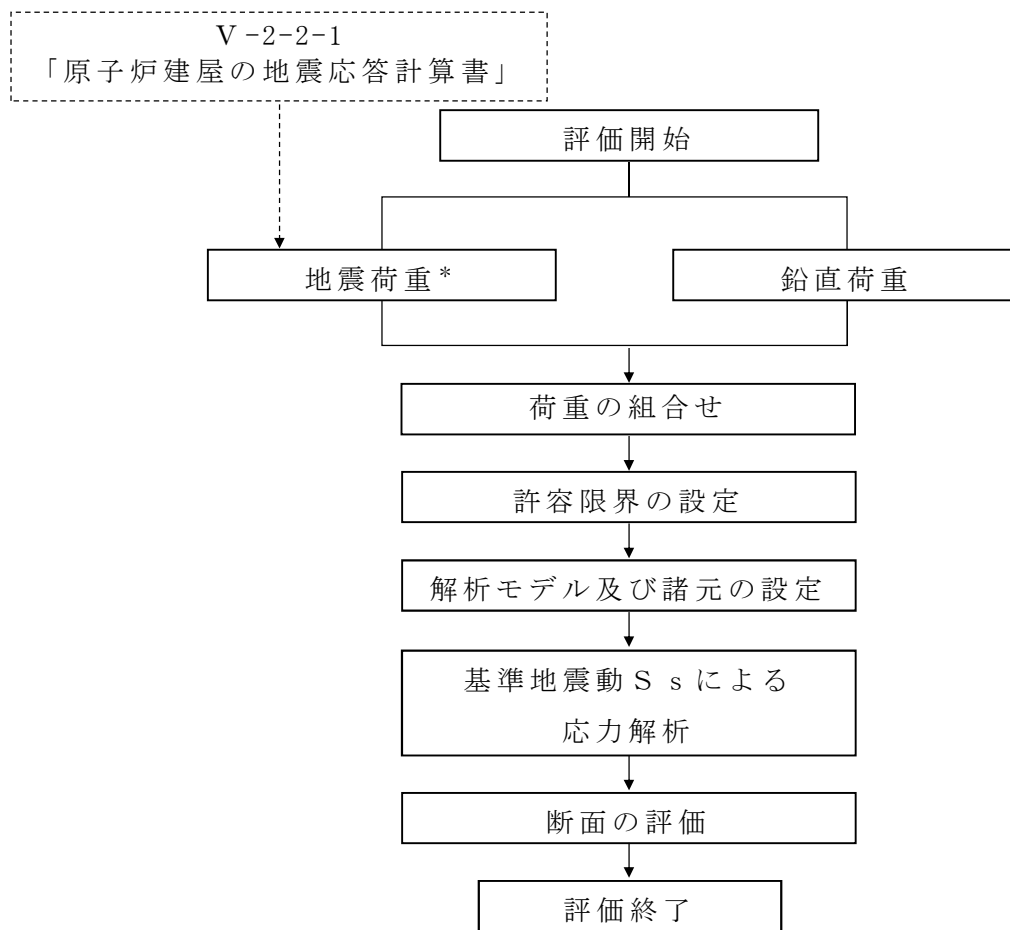 Ⅴ-2-2-1
「原子炉建屋の地震応答計算書」
評価開始
地震荷重*
鉛直荷重
荷重の組合せ
許容限界の設定
解析モデル及び諸元の設定
基準地震動Ｓｓによる
応力解析
断面の評価
評価終了